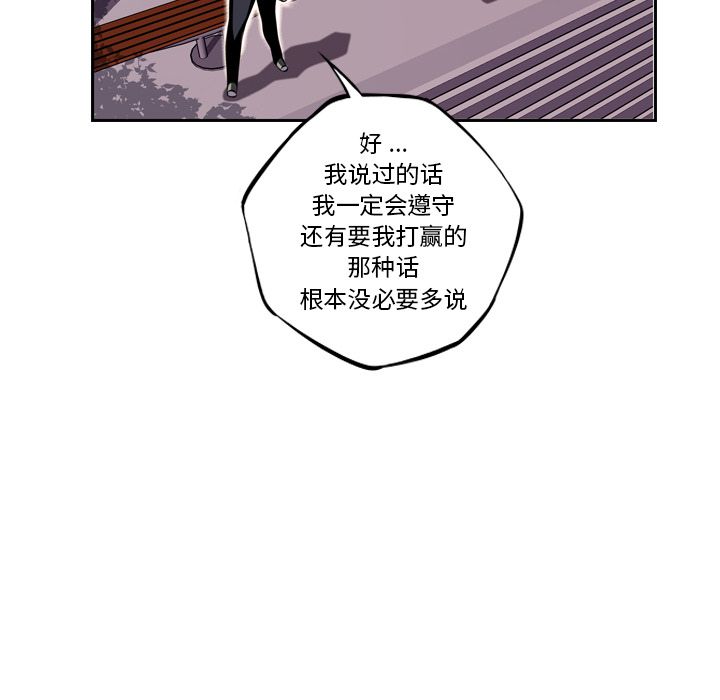 好 ...
我说过的话
我一定会遵守
还有要我打赢的
那种话
根本没必要多说